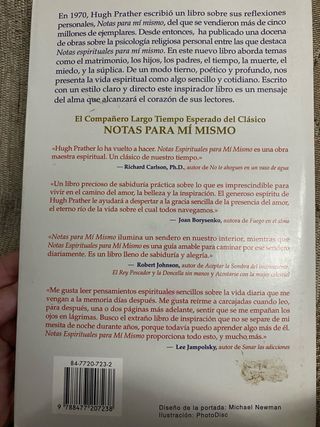 En 1970, Hugh Prather escribió un libro sobre sus reflexiones
personales, Notas para mí mismo, del que se vendieron más de cinco
millones de ejemplares. Desde entonces, ha publicado una docena
de obras sobre la psicología religiosa personal entre las que destaca
Notas espirituales para mí mismo. En este nuevo libro aborda temas
como el matrimonio, los hijos, los padres, el tiempo, la muerte, el
miedo, y la súplica. De un modo tierno, poético y profundo, nos
presenta la vida espiritual como algo sencillo y cotidiano. Escrito
con un estilo claro y directo este inspirador libro es un mensaje
del alma que alcanzará el corazón de sus lectores.
El Compañero Largo Tiempo Esperado del Clásico
NOTAS PARA MÍ MISMO
«Hugh Prather lo ha vuelto a hacer. Notas Espirituales para Mí Mismo es una obra
maestra espiritual. Un clásico de nuestro tiempo.»
— Richard Carlson, Ph.D., autor de No te ahogues en un vaso de agua
«Un libro precioso de sabiduría práctica sobre lo que es imprescindible para
vivir en el camino del amor, la belleza y la inspiración. El generoso espíritu de
Hugh Prather le ayudará a despertar a la gracia sencilla de la presencia del amor,
el eterno río de la vida sobre el cual todos navegamos.»
— Joan Borysenko, autora de Fuego en el alma
«Notas para Mí Mismo ilumina un sendero en nuestro interior, mientras que
Notas Espirituales para Mí Mismo es una guía amable para caminar por ese sendero
diariamente. Es un libro lleno de sabiduría y alegría.»
— Robert Johnson, autor de Aceptar la Sombra del inconsciente,
El Rey Pescador y la Doncella sin manos y Acontarse con la mujer celestial
«Me gusta leer pensamientos espirituales sencillos sobre la vida diaria que me
vengan a la memoria días después. Me gusta reírme a carcajadas cuando leo,
para después, una o dos páginas más adelante, sentir que se me empañan los
ojos en lágrimas. Busco el extraño libro de inspiración que no se separe de mi
mesita de noche durante años, porque todavía puedo aprender algo más de él.
Notas Espirituales para Mí Mismo proporciona todo esto, y mucho más.»
— Lee Jampolsky, autor de Sanar las adicciones
84-7720-723-2
9 788477 207238
Diseño de la portada: Michael Newman
Ilustración: PhotoDisc